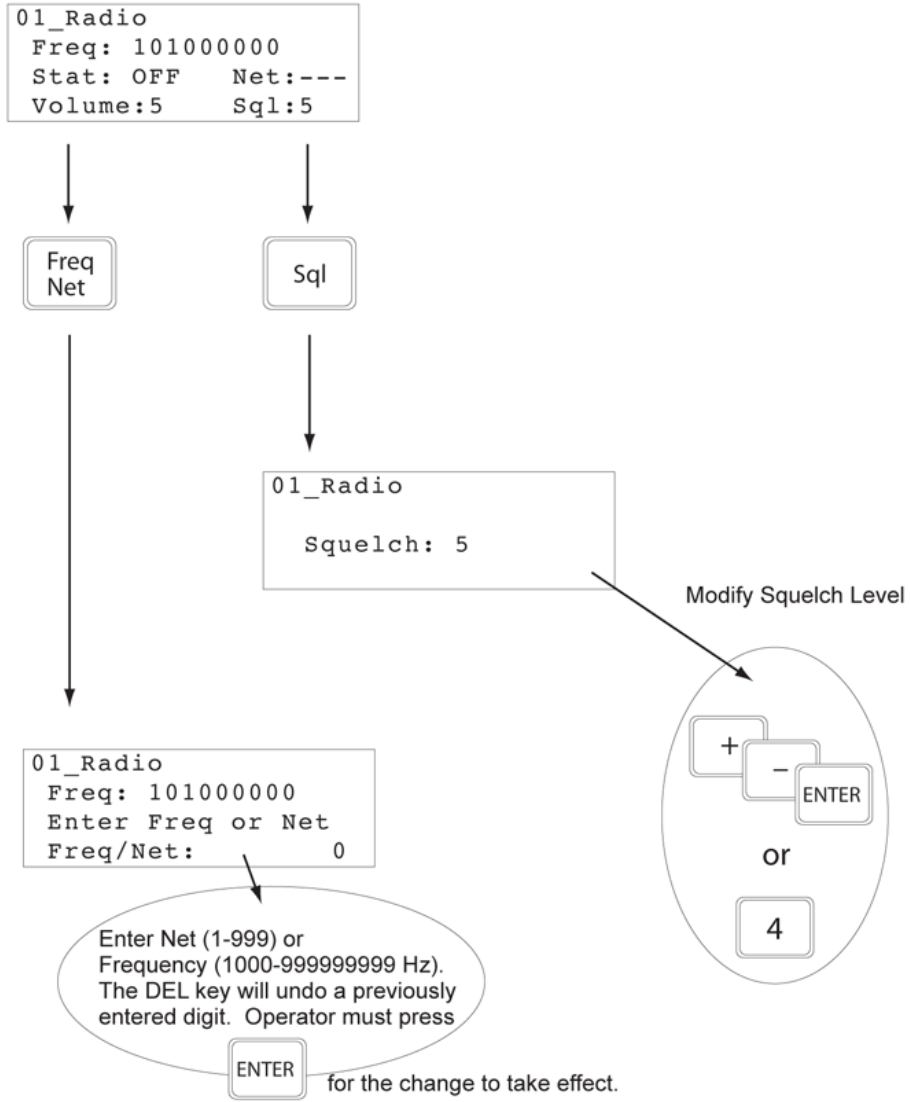 01_Radio
Freq: 101000000
Stat: OFF Net:---
Volume:5 Sql:5
Freq
Net
Sql
01_Radio
Squelch: 5
Modify Squelch Level
+
-
ENTER
or
4
01_Radio
Freq: 101000000
Enter Freq or Net
Freq/Net: 0
Enter Net (1-999) or
Frequency (1000-999999999 Hz).
The DEL key will undo a previously
entered digit. Operator must press
ENTER
for the change to take effect.